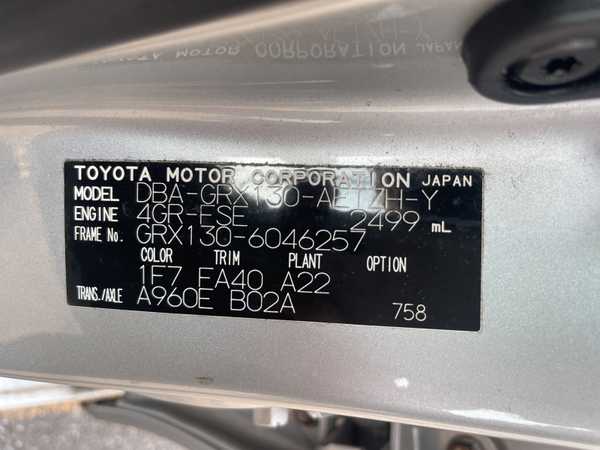 TOYOTA MOTOR CORPORATION JAPAN
MODEL DBA-GRX130-AETZH-Y
ENGINE 4GR-FSE 2499 mL
FRAME No. GRX130-6046257
COLOR TRIM PLANT OPTION
1F7 FA40 A22
TRANS./AXLE A960E B02A
758